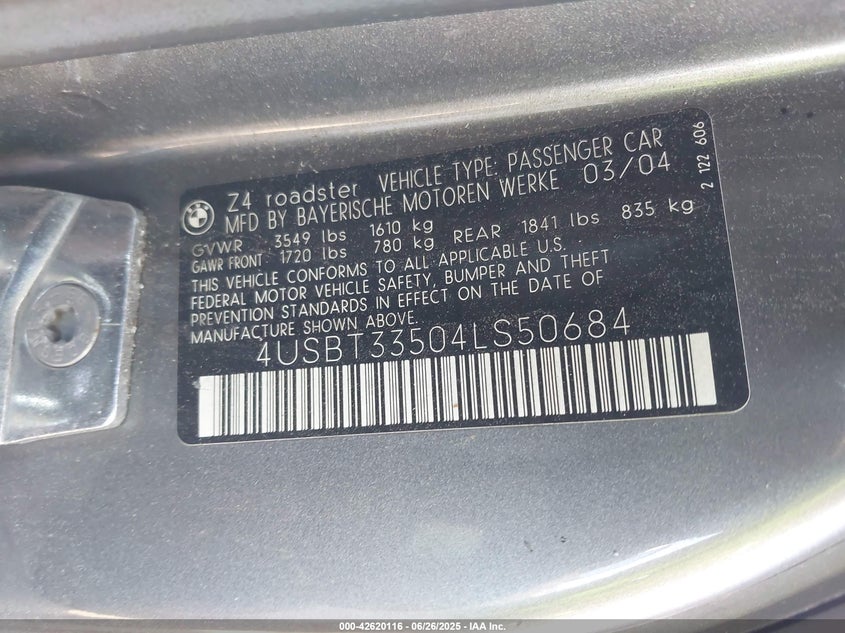 Z4 roadster VEHICLE TYPE: PASSENGER CAR
MFD BY BAYERISCHE MOTOREN WERKE 03/04
GVWR 3549 lbs 1610 kg
GAWR FRONT 1720 lbs 780 kg REAR 1841 lbs 835 kg
THIS VEHICLE CONFORMS TO ALL APPLICABLE U.S.
FEDERAL MOTOR VEHICLE SAFETY, BUMPER AND THEFT
PREVENTION STANDARDS IN EFFECT ON THE DATE OF
MANUFACTURE SHOWN ABOVE.
4USBT33504LS50684
2 122 606
000-42620116 - 06/26/2025 - IAA Inc.